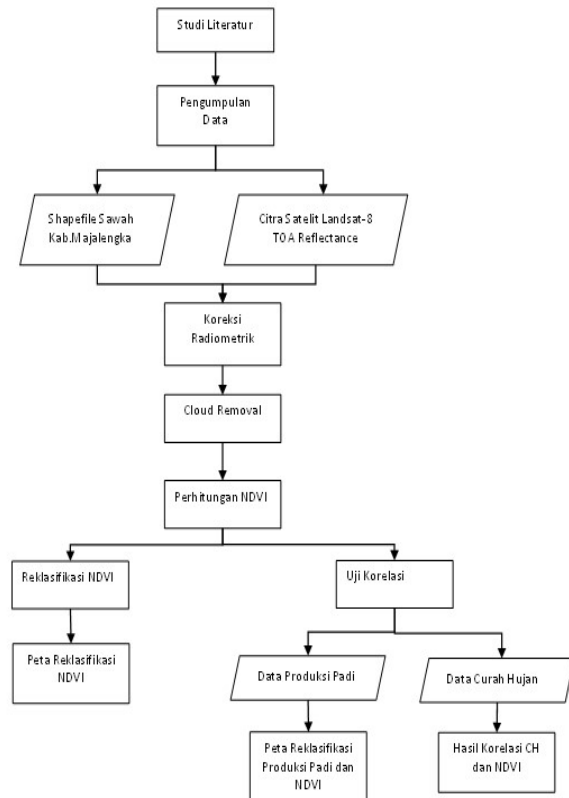 Studi Literatur
Pengumpulan
Data
Shapefile Sawah
Kab.Majalengka
Citra Satelit Landsat-8
TOA Reflectance
Koreksi
Radiometrik
Cloud Removal
Perhitungan NDVI
Reklasifikasi NDVI
Uji Korelasi
Peta Reklasifikasi
NDVI
Data Produksi Padi
Data Curah Hujan
Peta Reklasifikasi
Produksi Padi dan
NDVI
Hasil Korelasi CH
dan NDVI